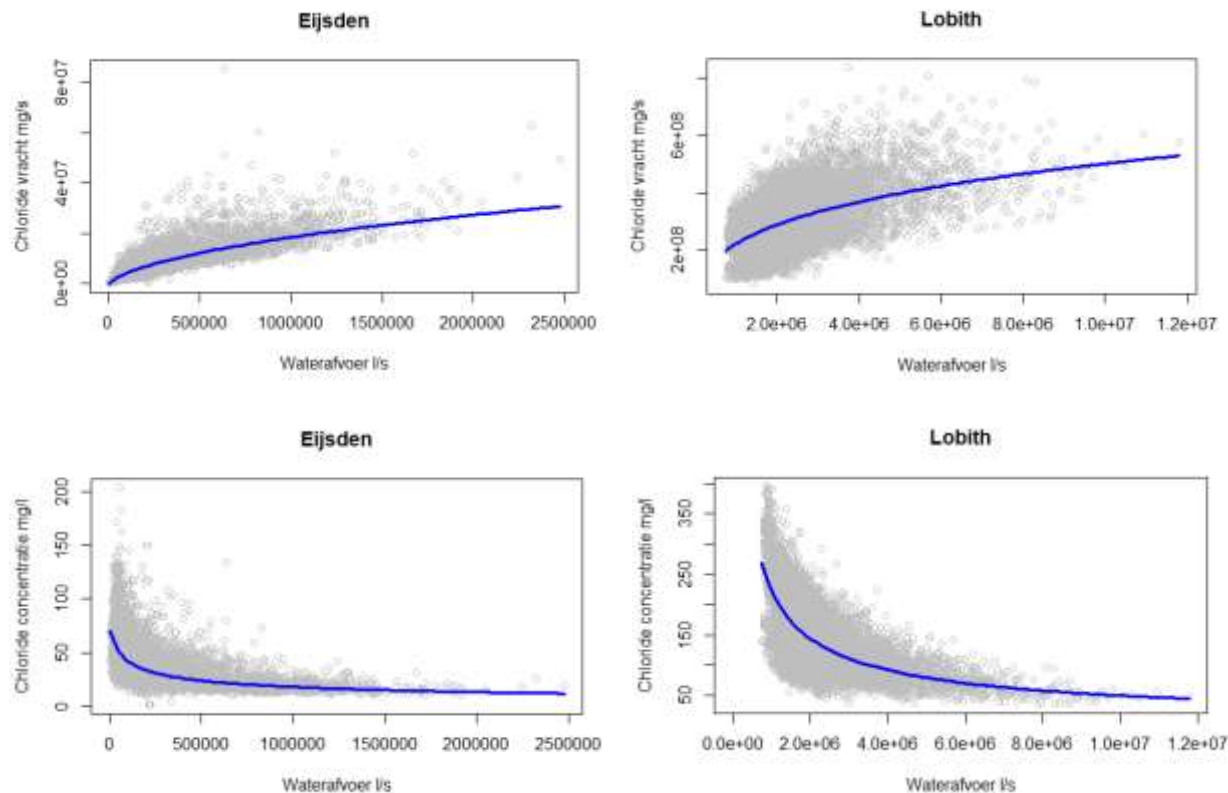 Eijsden
Chloride vracht mg/s
0e+00 4e+07 8e+07
0 500000 1000000 1500000 2000000 2500000
Waterafvoer l/s
Lobith
Chloride vracht mg/s
2e+08 6e+08
2.0e+06 4.0e+06 6.0e+06 8.0e+06 1.0e+07 1.2e+07
Waterafvoer l/s
Eijsden
Chloride concentratie mg/l
0 50 100 150 200
0 500000 1000000 1500000 2000000 2500000
Waterafvoer l/s
Lobith
Chloride concentratie mg/l
50 150 250 350
0.0e+00 2.0e+06 4.0e+06 6.0e+06 8.0e+06 1.0e+07 1.2e+07
Waterafvoer l/s